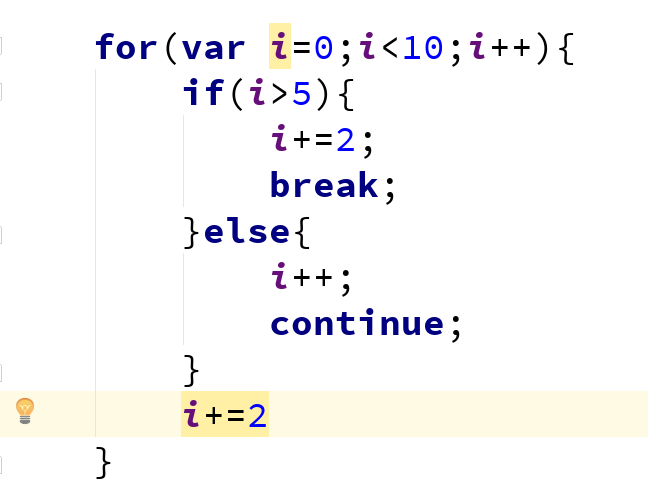 for(var i=0;i<10;i++){
    if(i>5){
        i+=2;
        break;
    }else{
        i++;
        continue;
    }
    i+=2
}